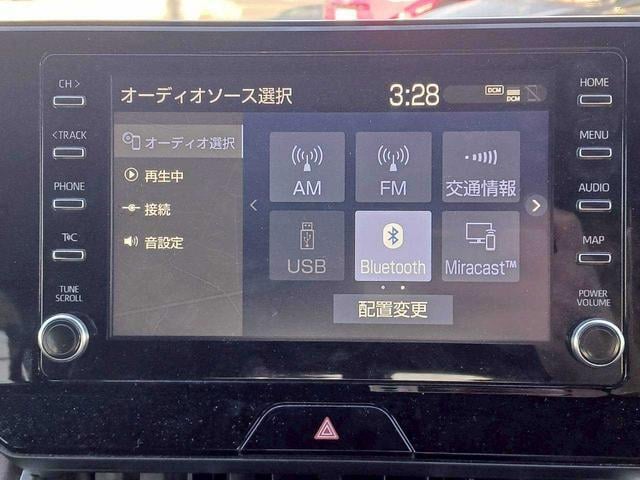 CH >
< TRACK
PHONE
T C
TUNE
SCROLL
オーディオソース選択
3:28
DCM
DCM
オーディオ選択
再生中
接続
音設定
AM
FM
交通情報
USB
Bluetooth
Miracast™
配置変更
HOME
MENU
AUDIO
MAP
POWER
VOLUME